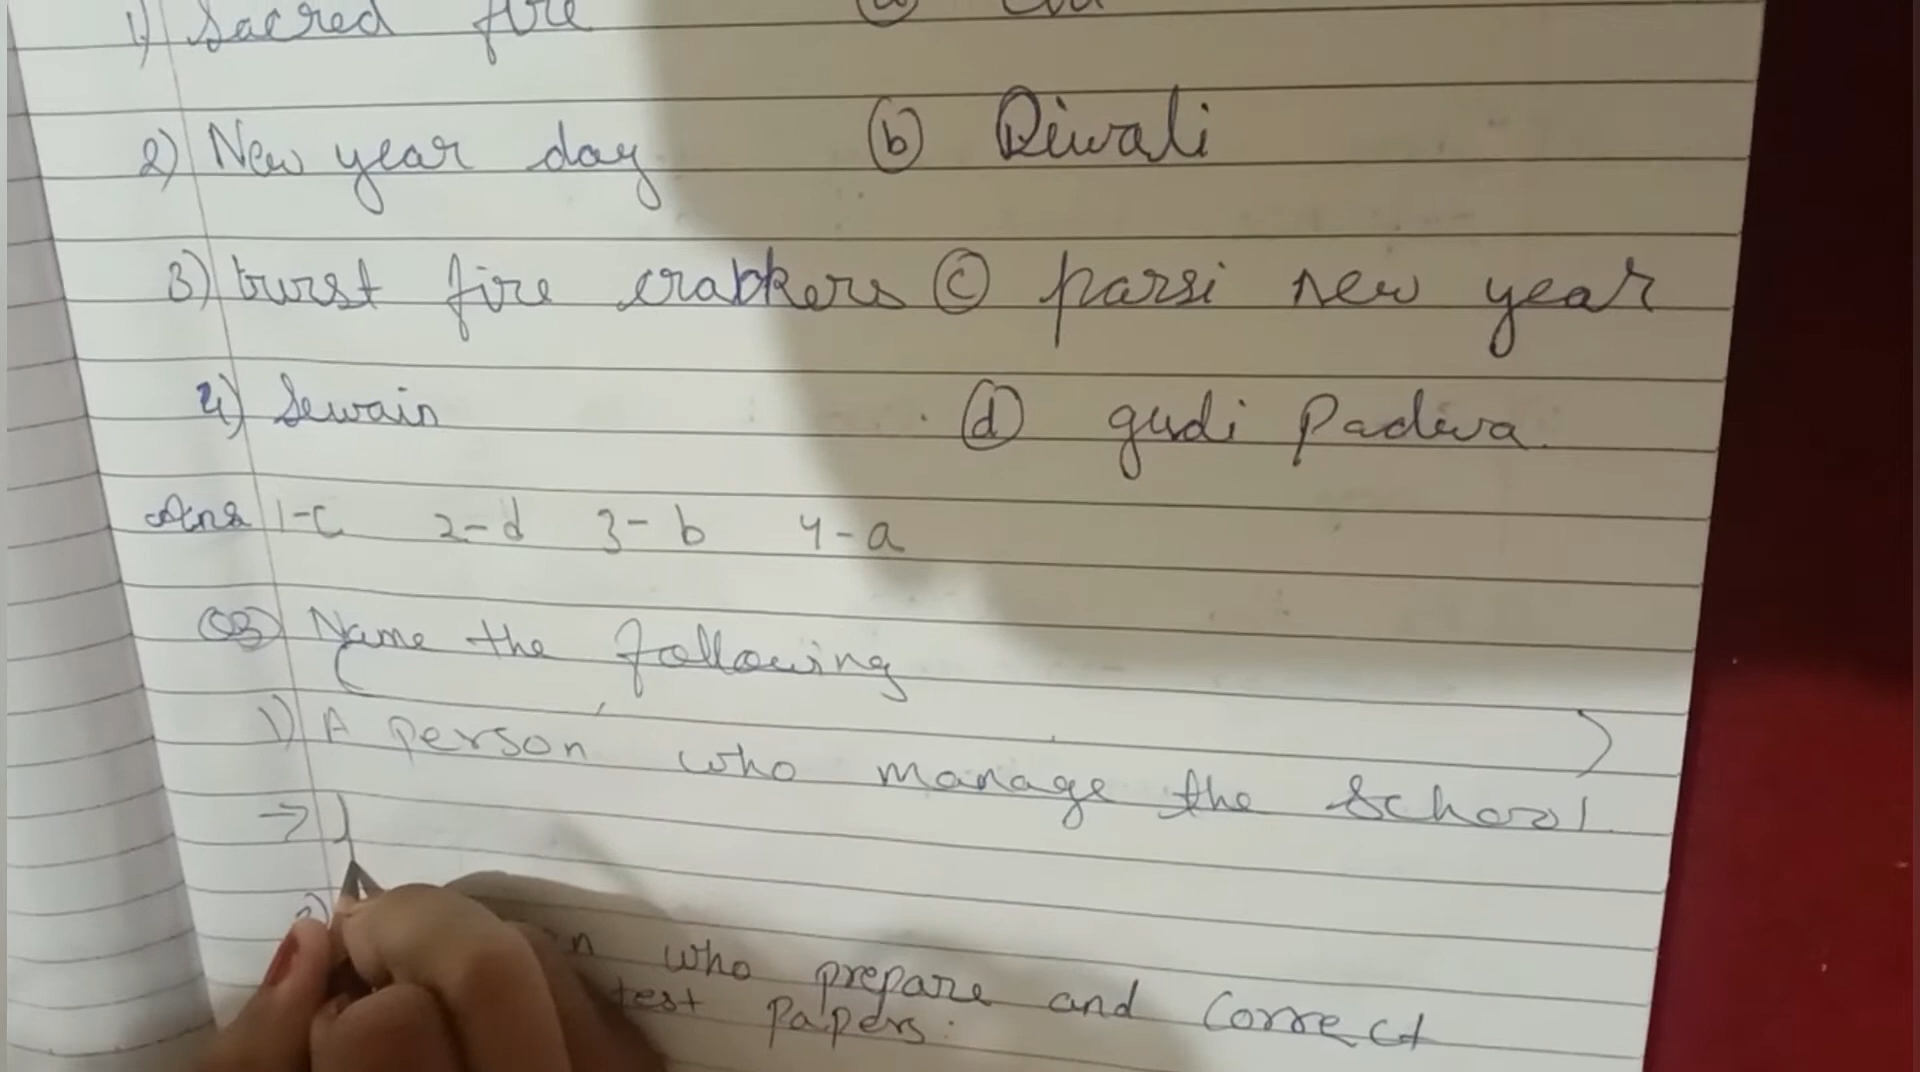 1) Sacred fire (a)
2) New year day (b) Diwali
3) burst fire crakkers (c) parsi new year
4) Sewain (d) gudi Padwa
Ans 1-c 2-d 3-b 4-a
Q3) Name the following
1) A person who manage the School
→
2) who prepare and correct
test papers.